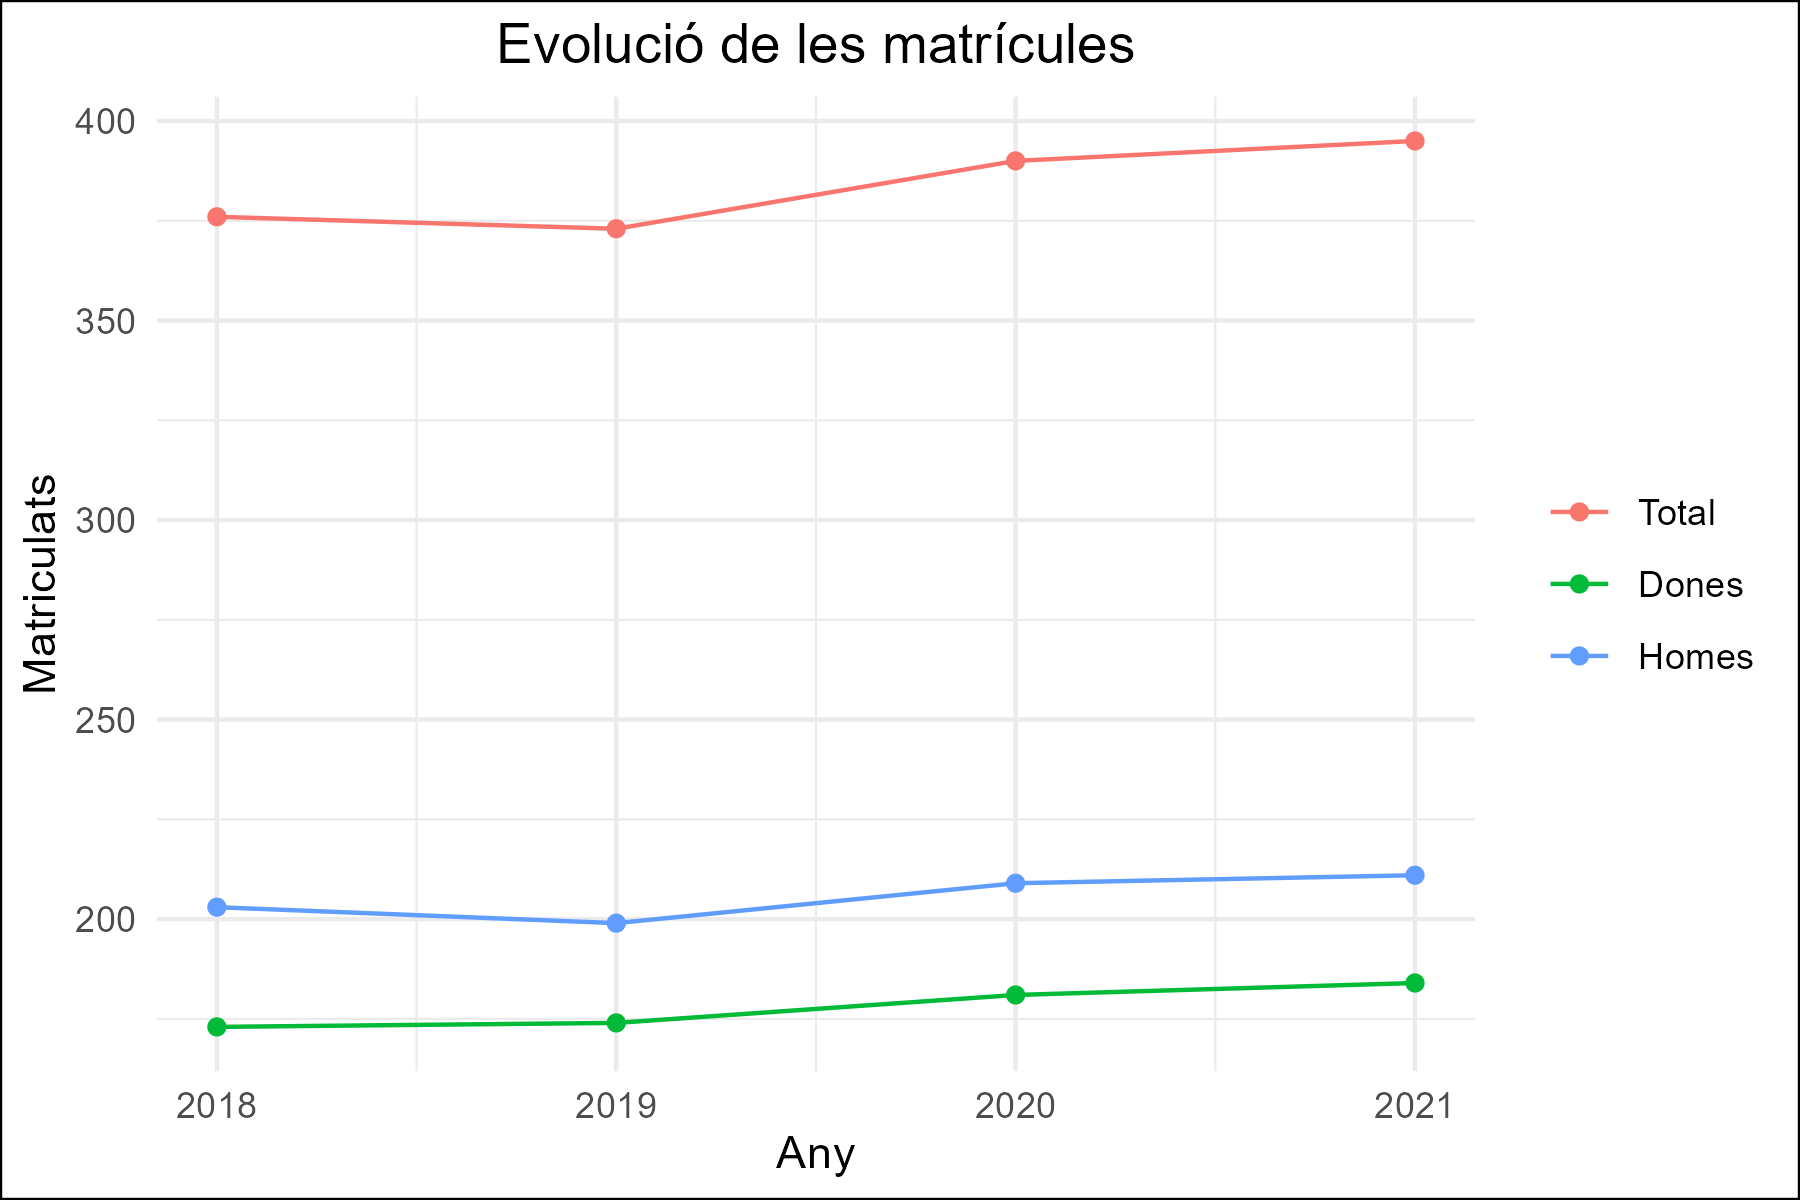 Evolució de les matrícules
400
350
300
250
200
Matriculats
2018
2019
2020
2021
Any
Total
Dones
Homes